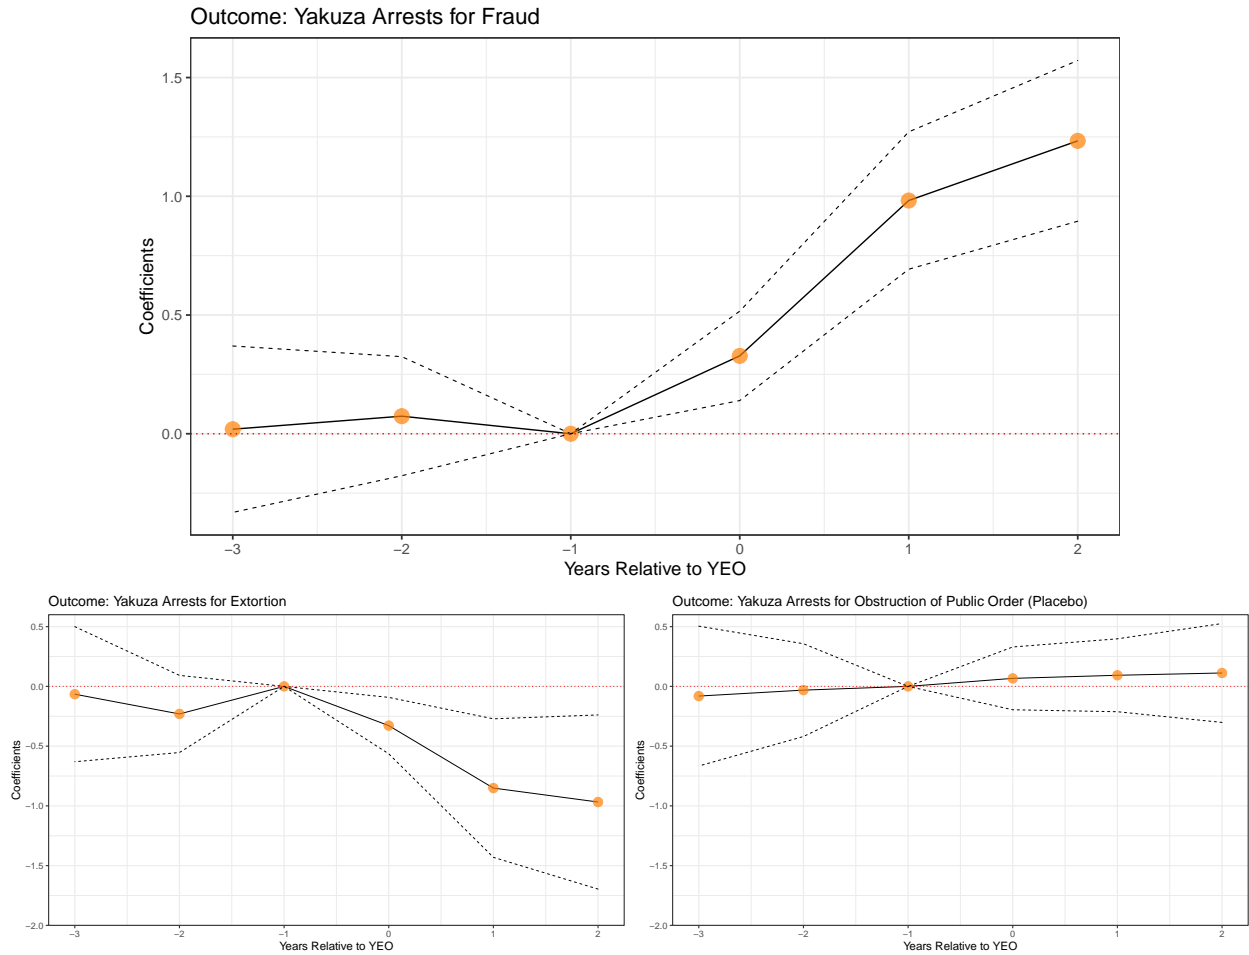 Outcome: Yakuza Arrests for Fraud
1.5
1.0
0.5
0.0
Coefficients
−3 −2 −1 0 1 2
Years Relative to YEO
Outcome: Yakuza Arrests for Extortion
0.5
0.0
−0.5
−1.0
−1.5
−2.0
Coefficients
−3 −2 −1 0 1 2
Years Relative to YEO
Outcome: Yakuza Arrests for Obstruction of Public Order (Placebo)
0.5
0.0
−0.5
−1.0
−1.5
−2.0
Coefficients
−3 −2 −1 0 1 2
Years Relative to YEO